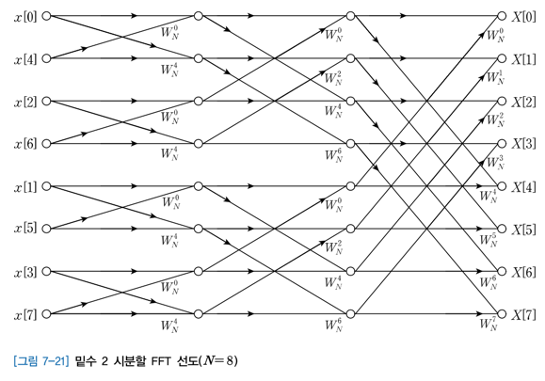 x[0] W_N^0 W_N^0 W_N^0 X[0]
x[4] W_N^4 W_N^2 W_N^1 X[1]
x[2] W_N^0 W_N^4 W_N^2 X[2]
x[6] W_N^4 W_N^6 W_N^3 X[3]
x[1] W_N^0 W_N^0 W_N^4 X[4]
x[5] W_N^4 W_N^2 W_N^5 X[5]
x[3] W_N^0 W_N^4 W_N^6 X[6]
x[7] W_N^4 W_N^6 W_N^7 X[7]
[그림 7-21] 밑수 2 시분할 FFT 선도(N=8)